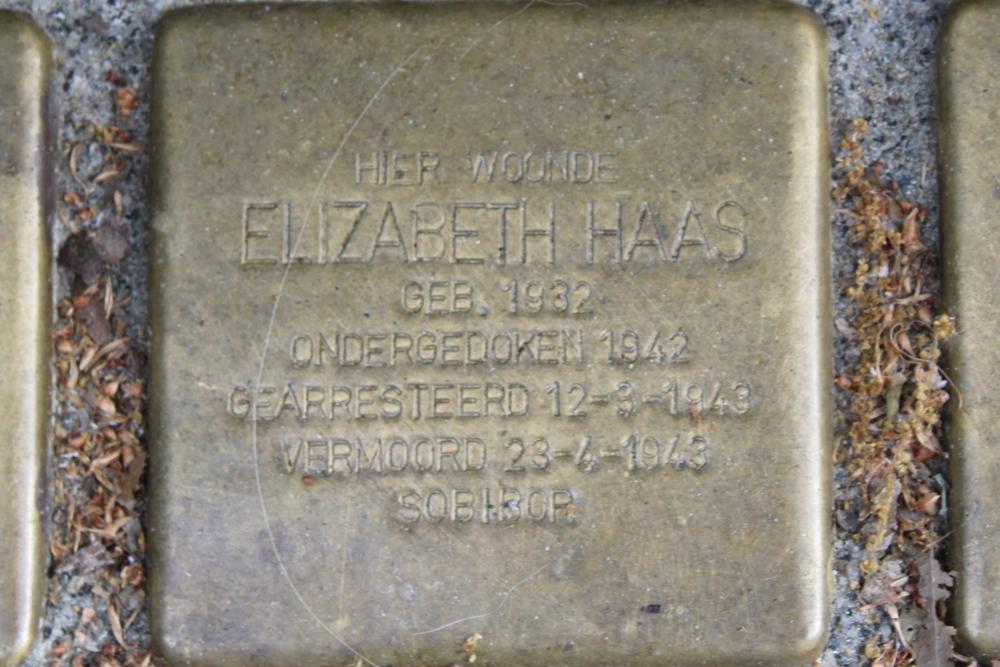 HIER WOONDE
ELIZABETH HAAS
GEB. 1932
ONDERGEDOKEN 1942
GEARRESTEERD 12-3-1943
VERMOORD 23-4-1943
SOBIBOR